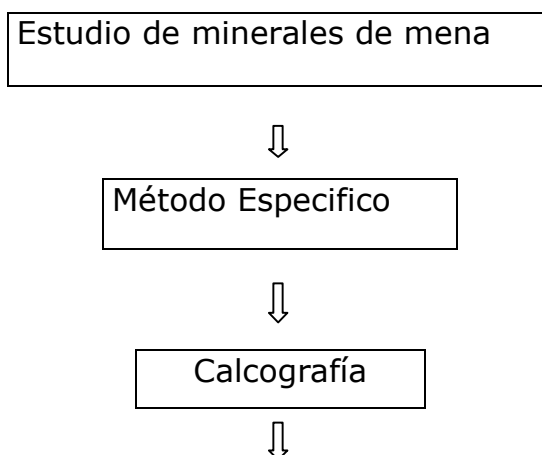 Estudio de minerales de mena
Método Especifico
Calcografía